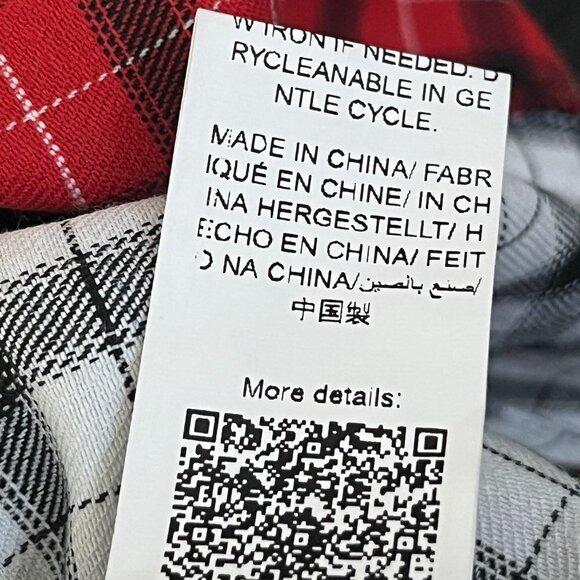 W IRON IF NEEDED. D
RYCLEANABLE IN GE
NTLE CYCLE.
MADE IN CHINA/ FABR
IQUÉ EN CHINE/ IN CH
INA HERGESTELLT/ H
ECHO EN CHINA/ FEIT
O NA CHINA/صنع بالصين/
中国製
More details: